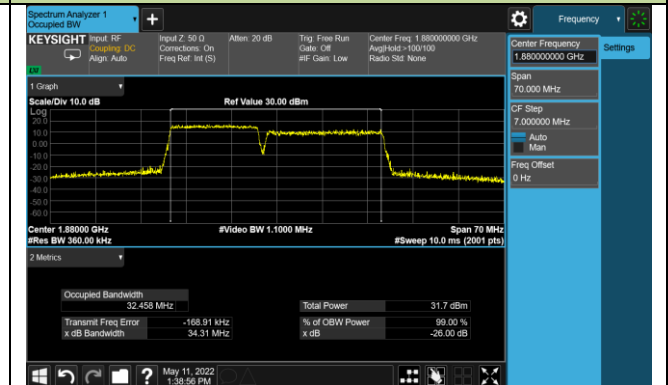 Spectrum Analyzer 1
Occupied BW
+
Frequency
KEYSIGHT
Input: RF
Coupling: DC
Align: Auto
Input Z: 50 Ω
Corrections: On
Freq Ref: Int (S)
Atten: 20 dB
Trig: Free Run
Gate: Off
#IF Gain: Low
Center Freq: 1.880000000 GHz
Avg|Hold:>100/100
Radio Std: None
1 Graph
Scale/Div 10.0 dB
Ref Value 30.00 dBm
Log
20.0
10.0
0.00
-10.0
-20.0
-30.0
-40.0
-50.0
-60.0
Center 1.88000 GHz
#Video BW 1.1000 MHz
Span 70 MHz
#Res BW 360.00 kHz
#Sweep 10.0 ms (2001 pts)
2 Metrics
Occupied Bandwidth
32.458 MHz
Total Power
31.7 dBm
Transmit Freq Error
-168.91 kHz
% of OBW Power
99.00 %
x dB Bandwidth
34.31 MHz
x dB
-26.00 dB
?
May 11, 2022
1:38:56 PM
Center Frequency
1.880000000 GHz
Settings
Span
70.000 MHz
CF Step
7.000000 MHz
Auto
Man
Freq Offset
0 Hz